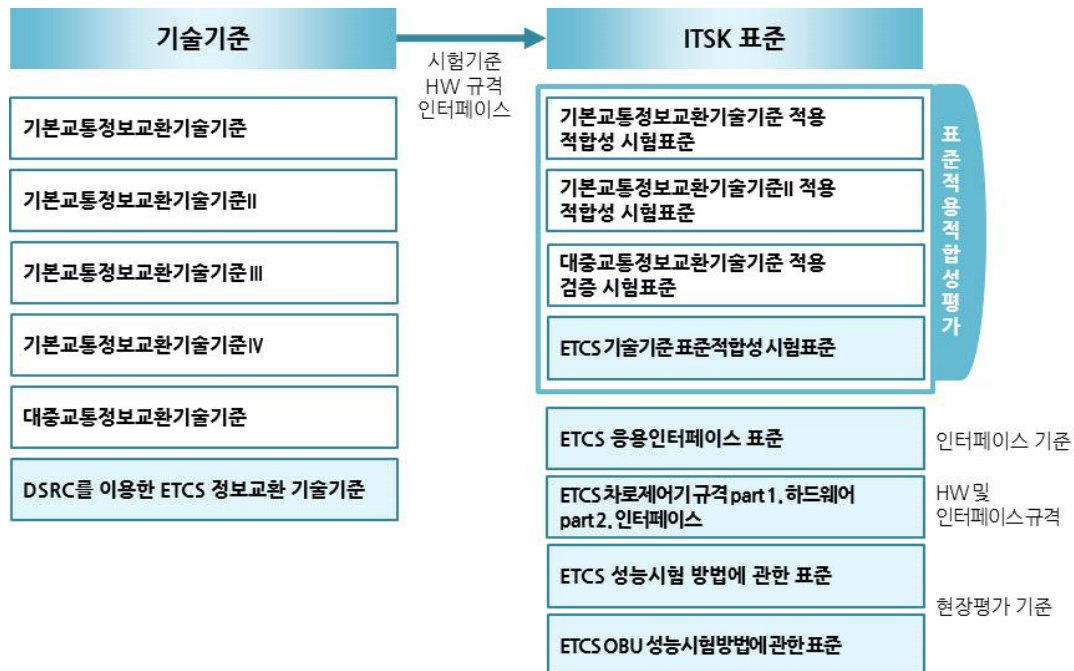 기술기준
시험기준
HW 규격
인터페이스
ITSK 표준
기본교통정보교환기술기준
기본교통정보교환기술기준II
기본교통정보교환기술기준 III
기본교통정보교환기술기준IV
대중교통정보교환기술기준
DSRC를 이용한 ETCS 정보교환 기술기준
기본교통정보교환기술기준 적용
적합성 시험표준
기본교통정보교환기술기준II 적용
적합성 시험표준
대중교통정보교환기술기준 적용
검증 시험표준
ETCS 기술기준 표준적합성 시험표준
표준적용적합성평가
ETCS 응용인터페이스 표준
인터페이스 기준
ETCS 차로제어기 규격 part 1. 하드웨어
part 2. 인터페이스
HW 및
인터페이스 규격
ETCS 성능시험 방법에 관한 표준
현장평가 기준
ETCS OBU 성능시험방법에 관한 표준